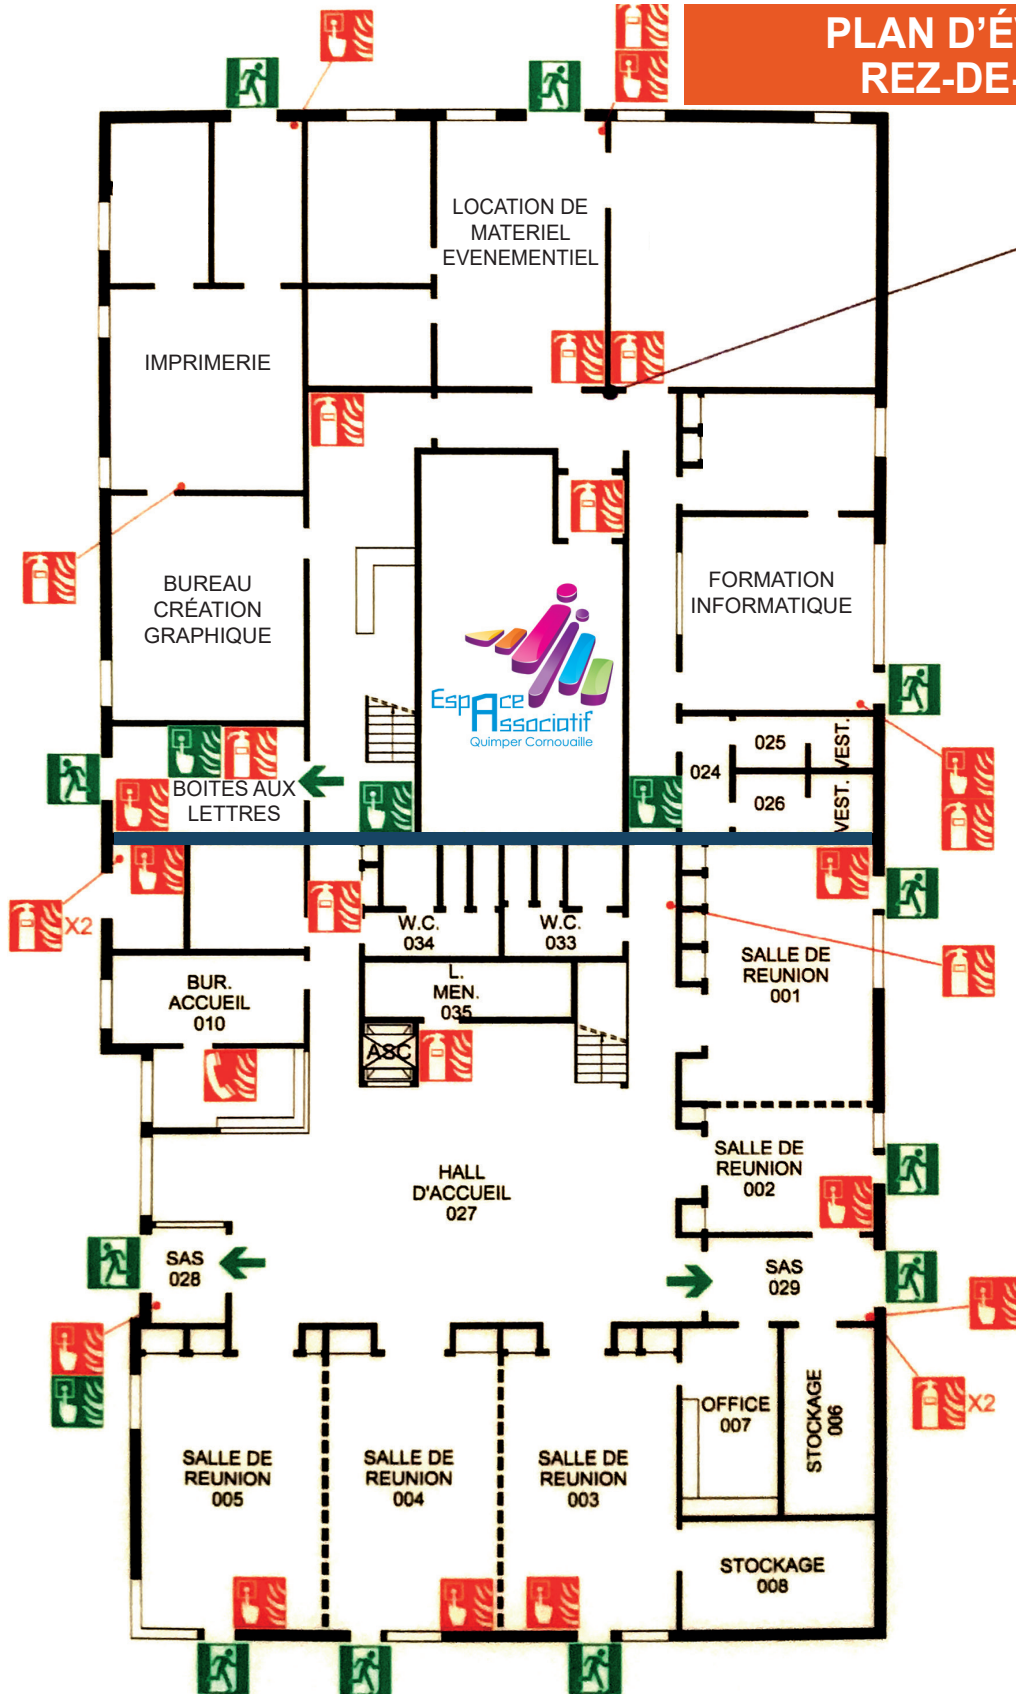 PLAN D'É
REZ-DE-
LOCATION DE
MATERIEL
EVENEMENTIEL
IMPRIMERIE
BUREAU
CRÉATION
GRAPHIQUE
FORMATION
INFORMATIQUE
Espace
Associatif
Quimper Cornouaille
025
VEST.
024
026
VEST.
BOITES AUX
LETTRES
X2
W.C.
034
W.C.
033
L.
MEN.
035
BUR.
ACCUEIL
010
ASC
SALLE DE
REUNION
001
SALLE DE
REUNION
002
HALL
D'ACCUEIL
027
SAS
028
SAS
029
X2
OFFICE
007
STOCKAGE
006
SALLE DE
REUNION
005
SALLE DE
REUNION
004
SALLE DE
REUNION
003
STOCKAGE
008